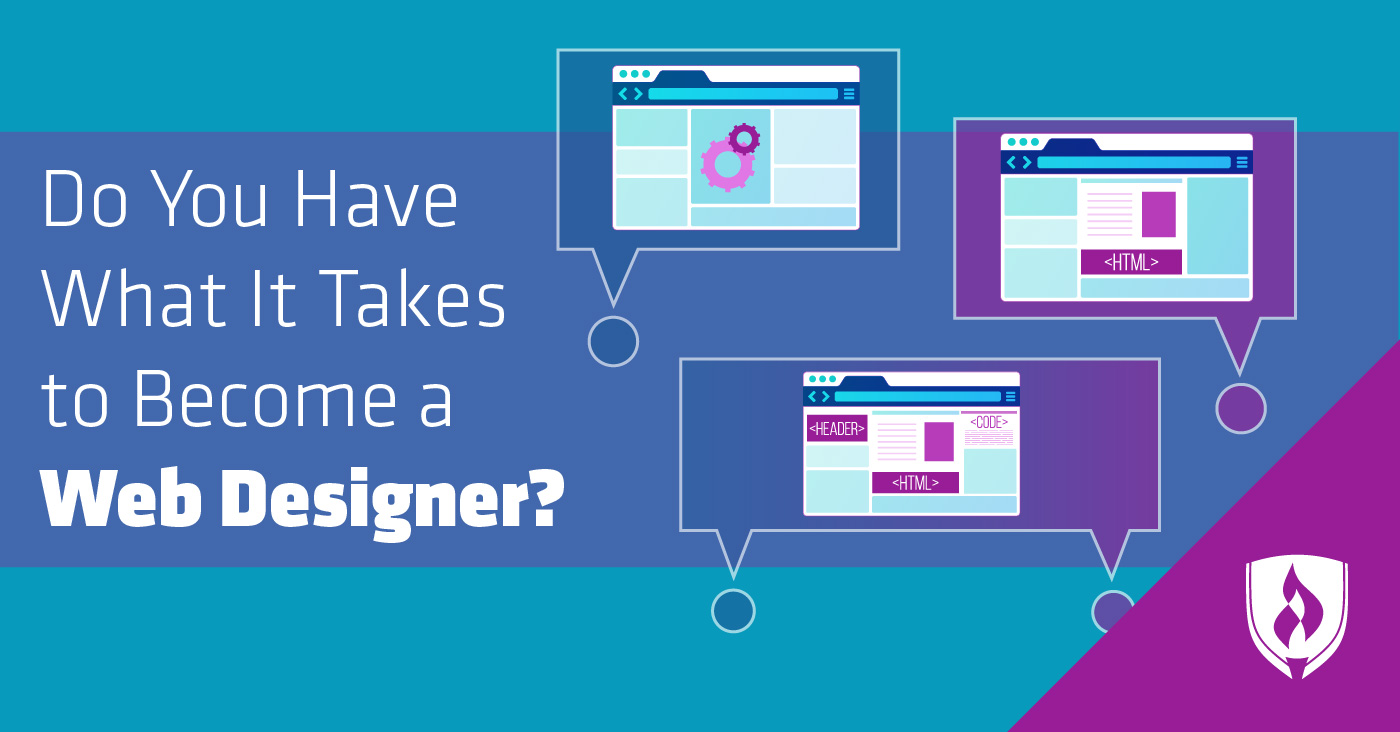 Do You Have
What It Takes
to Become a
Web Designer?
<HTML>
<HEADER>
<CODE>
<HTML>